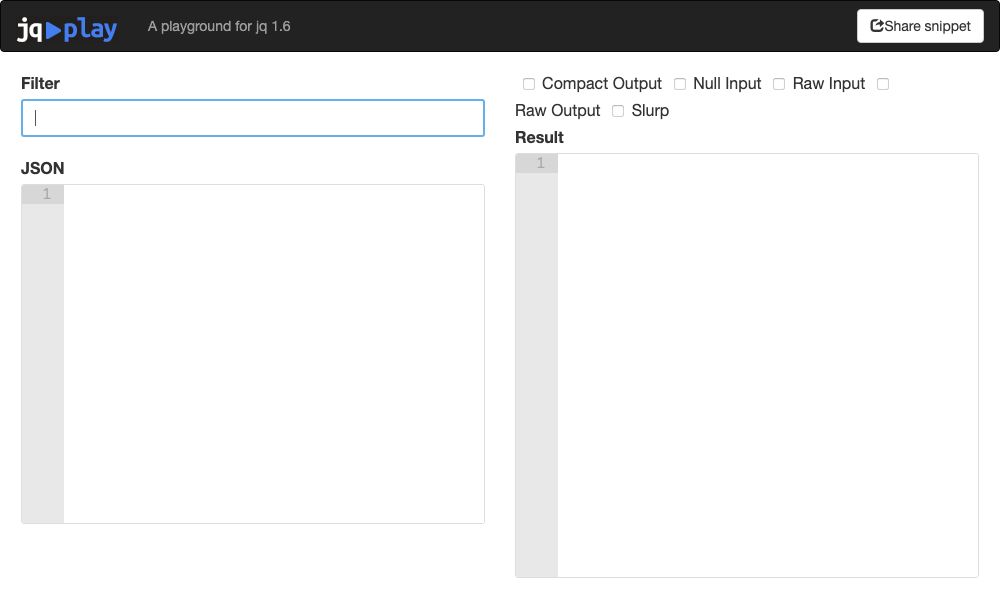 jq play A playground for jq 1.6 Share snippet
Filter
JSON
1
Compact Output Null Input Raw Input
Raw Output Slurp
Result
1